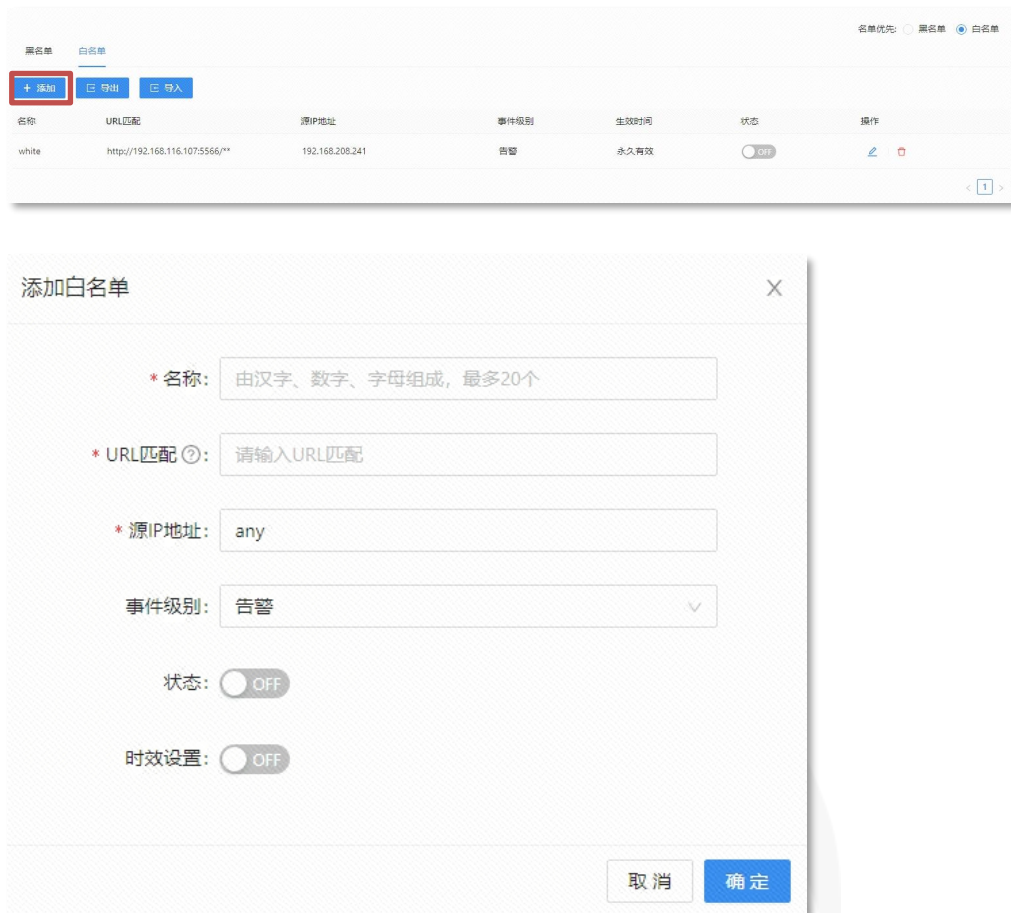 名单优先: 黑名单 白名单
黑名单 白名单
+ 添加 导出 导入
名称 URL匹配 源IP地址 事件级别 生效时间 状态 操作
white http://192.168.116.107:5566/** 192.168.208.241 告警 永久有效 OFF
< 1 >
添加白名单 X
* 名称: 由汉字、数字、字母组成，最多20个
* URL匹配 ? : 请输入URL匹配
* 源IP地址: any
事件级别: 告警
状态: OFF
时效设置: OFF
取 消 确 定